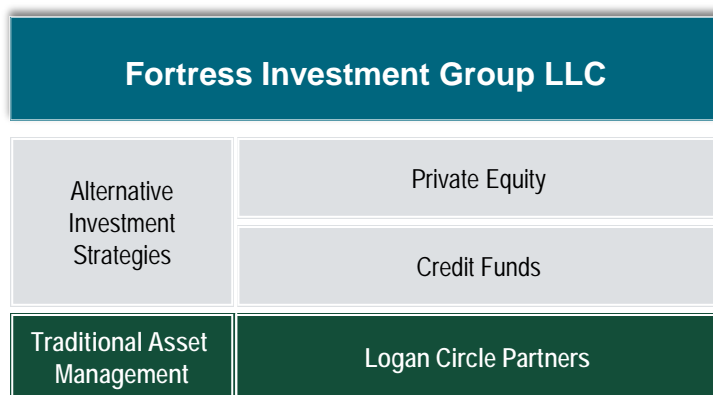 Fortress Investment Group LLC
Alternative
Investment
Strategies
Private Equity
Credit Funds
Traditional Asset
Management
Logan Circle Partners